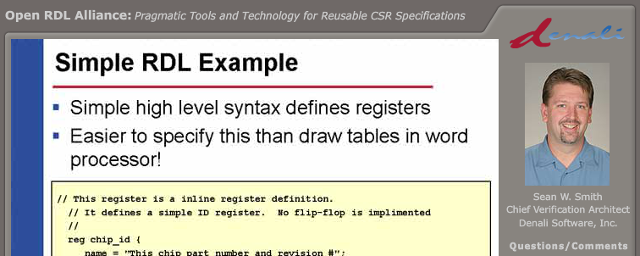 Open RDL Alliance: Pragmatic Tools and Technology for Reusable CSR Specifications
denali
Simple RDL Example
Simple high level syntax defines registers
Easier to specify this than draw tables in word
processor!
// This register is a inline register definition.
// It defines a simple ID register.  No flip-flop is implimented
//
reg chip_id {
name = "This chip part number and revision #";
Sean W. Smith
Chief Verification Architect
Denali Software, Inc.
Questions/Comments